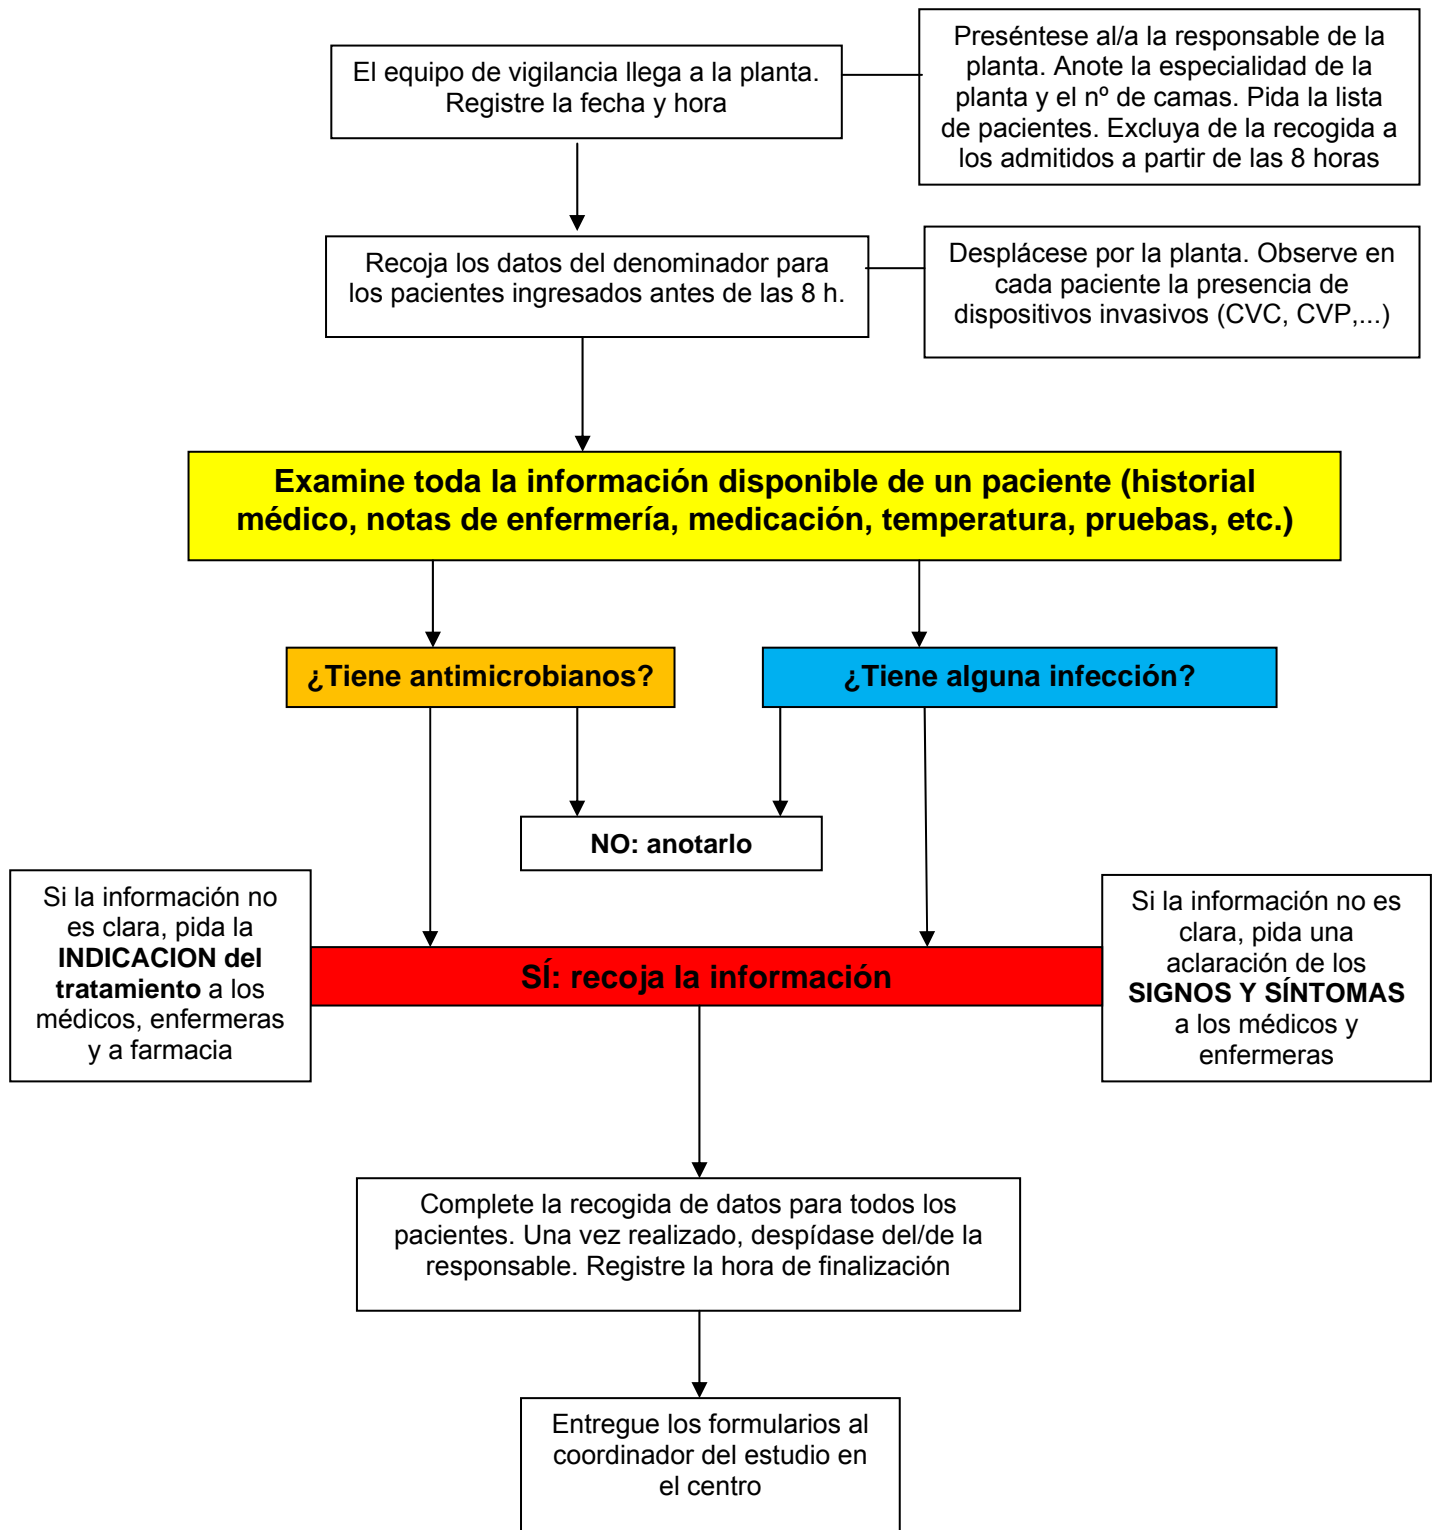 El equipo de vigilancia llega a la planta.
Registre la fecha y hora
Preséntese al/a la responsable de la
planta. Anote la especialidad de la
planta y el nº de camas. Pida la lista
de pacientes. Excluya de la recogida a
los admitidos a partir de las 8 horas
Recoja los datos del denominador para
los pacientes ingresados antes de las 8 h.
Desplácese por la planta. Observe en
cada paciente la presencia de
dispositivos invasivos (CVC, CVP,...)
Examine toda la información disponible de un paciente (historial
médico, notas de enfermería, medicación, temperatura, pruebas, etc.)
¿Tiene antimicrobianos?
¿Tiene alguna infección?
NO: anotarlo
Si la información no
es clara, pida la
INDICACION del
tratamiento a los
médicos, enfermeras
y a farmacia
SÍ: recoja la información
Si la información no es
clara, pida una
aclaración de los
SIGNOS Y SÍNTOMAS
a los médicos y
enfermeras
Complete la recogida de datos para todos los
pacientes. Una vez realizado, despídase del/de la
responsable. Registre la hora de finalización
Entregue los formularios al
coordinador del estudio en
el centro